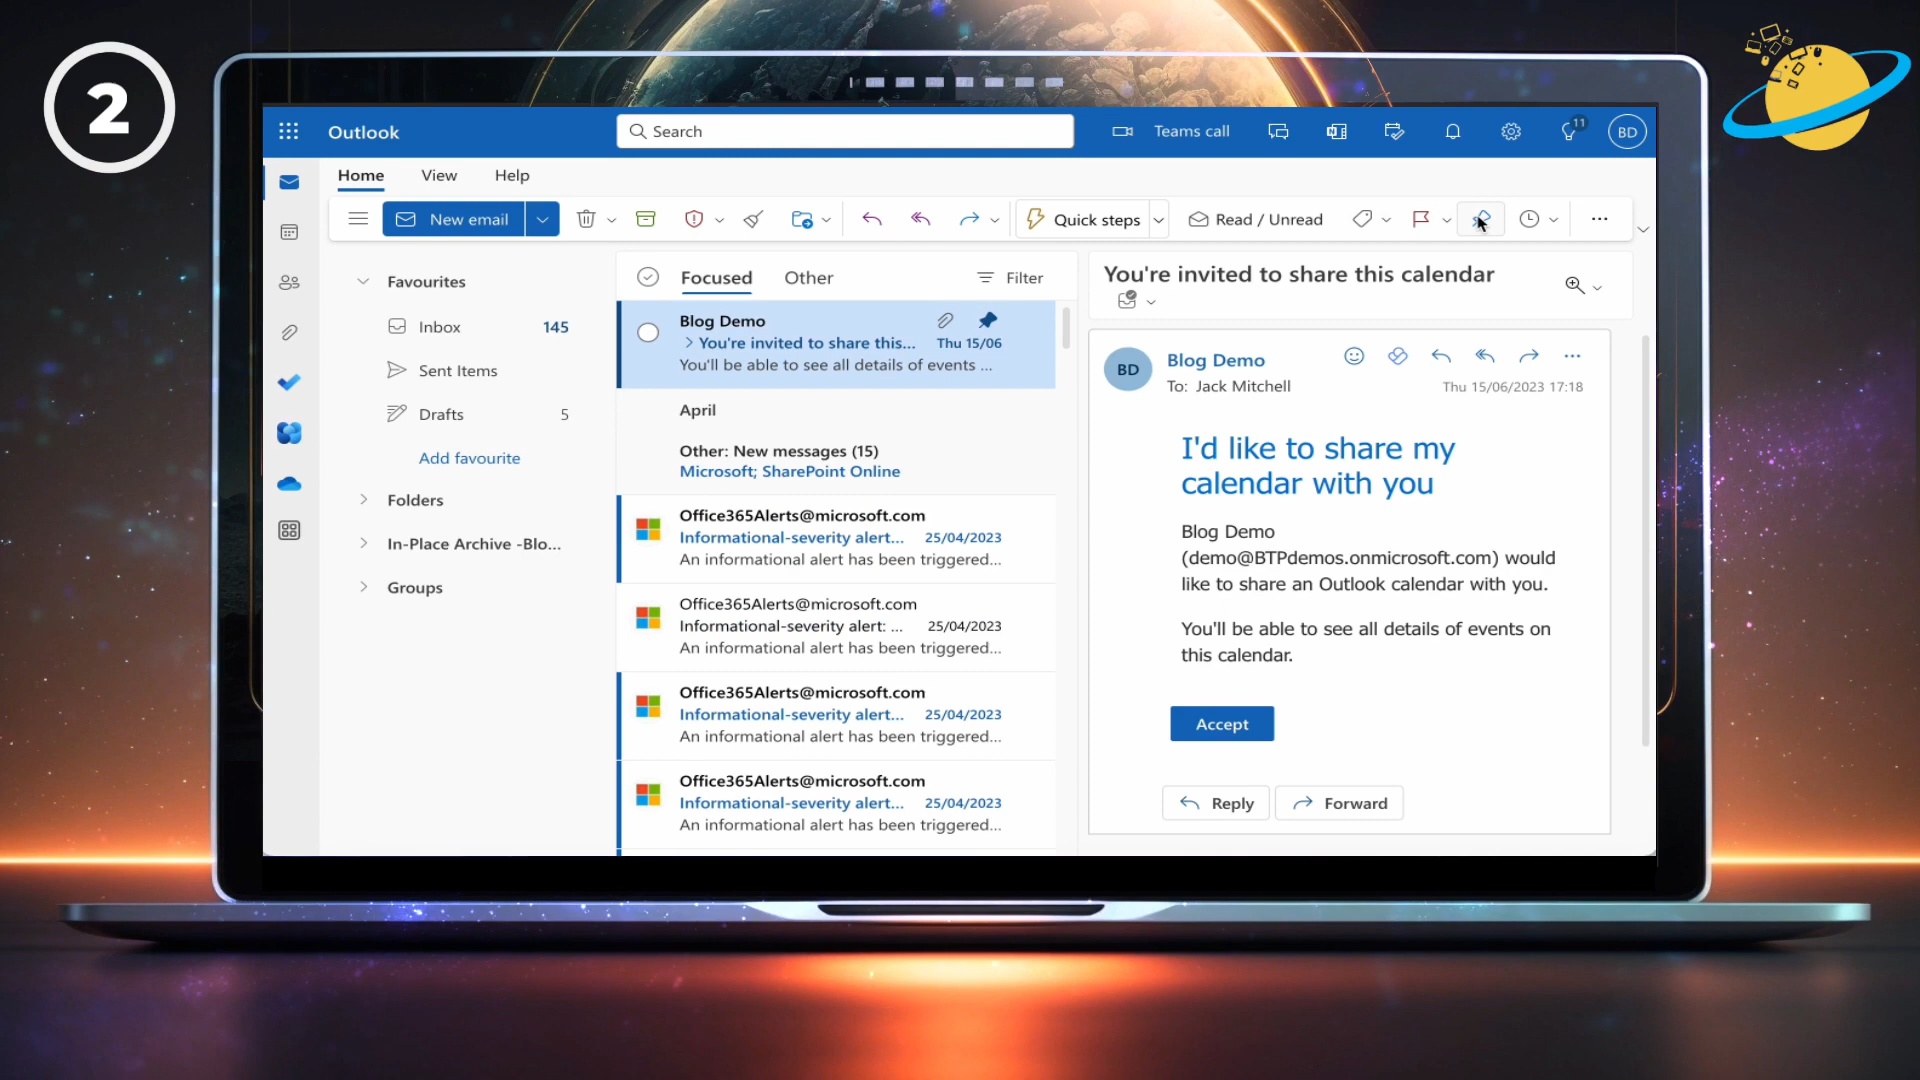 2
Outlook
Search
Teams call
11
BD
Home
View
Help
New email
Quick steps
Read / Unread
Favourites
Inbox
145
Sent Items
Drafts
5
Add favourite
Folders
In-Place Archive -Blo...
Groups
Focused
Other
Filter
Blog Demo
You're invited to share this...
Thu 15/06
You'll be able to see all details of events ...
April
Other: New messages (15)
Microsoft; SharePoint Online
Office365Alerts@microsoft.com
Informational-severity alert...
25/04/2023
An informational alert has been triggered...
Office365Alerts@microsoft.com
Informational-severity alert: ...
25/04/2023
An informational alert has been triggered...
Office365Alerts@microsoft.com
Informational-severity alert...
25/04/2023
An informational alert has been triggered...
Office365Alerts@microsoft.com
Informational-severity alert...
25/04/2023
An informational alert has been triggered...
You're invited to share this calendar
BD
Blog Demo
To: Jack Mitchell
Thu 15/06/2023 17:18
I'd like to share my
calendar with you
Blog Demo
(demo@BTPdemos.onmicrosoft.com) would
like to share an Outlook calendar with you.
You'll be able to see all details of events on
this calendar.
Accept
Reply
Forward